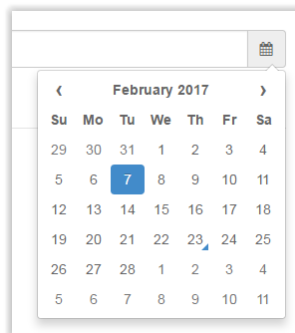 ‹ February 2017 ›
Su Mo Tu We Th Fr Sa
29 30 31 1 2 3 4
5 6 7 8 9 10 11
12 13 14 15 16 17 18
19 20 21 22 23 24 25
26 27 28 1 2 3 4
5 6 7 8 9 10 11